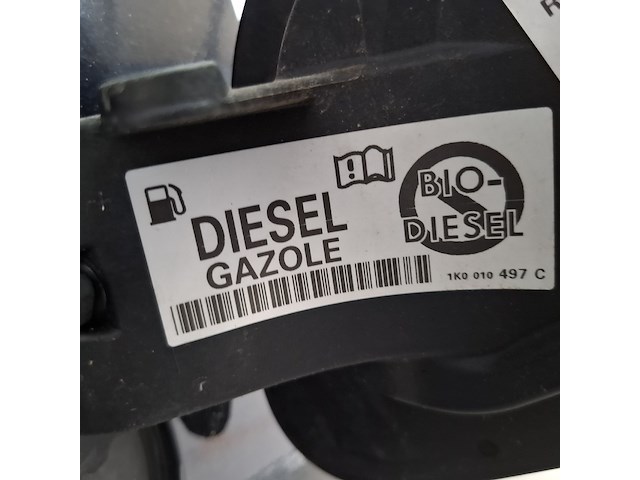 DIESEL
GAZOLE
BIO-
DIESEL
1K0 010 497 C
R